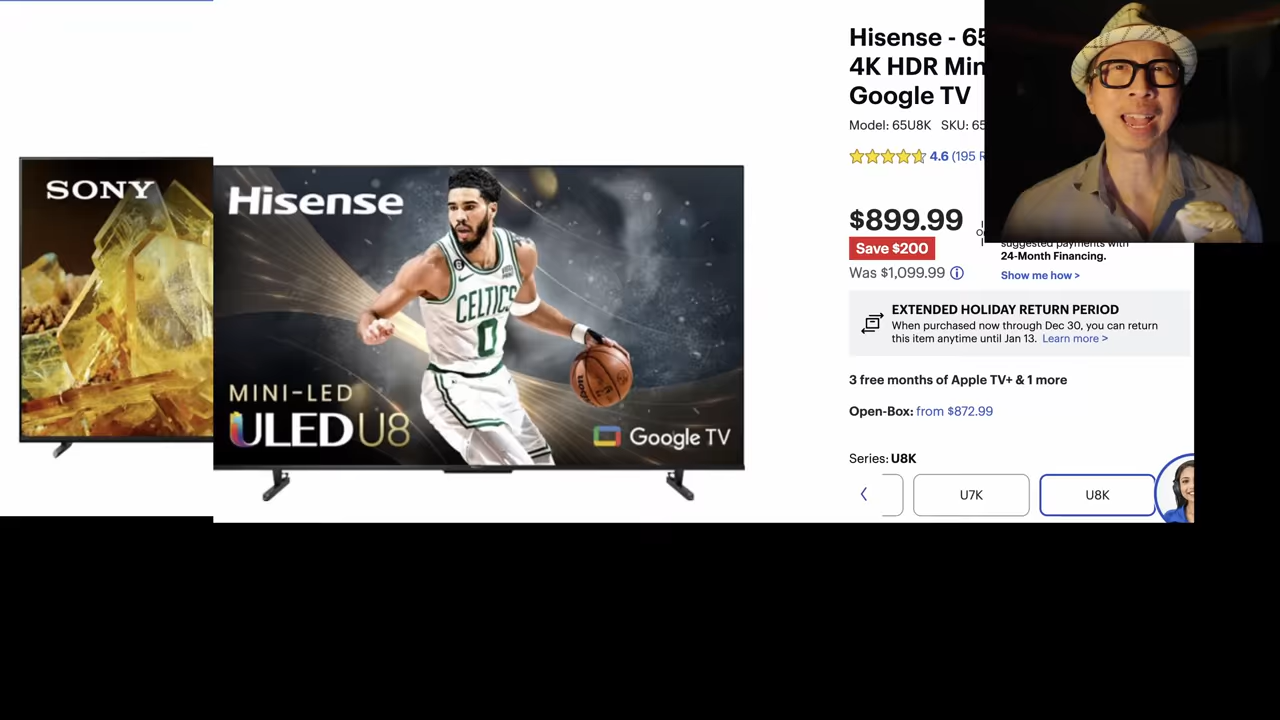 SONY
Hisense
CELTICS
0
MINI-LED
ULED U8
Google TV
Hisense - 65
4K HDR Min
Google TV
Model: 65U8K SKU: 65
4.6 (195 R
$899.99
Save $200
Was $1,099.99
suggested payments with
24-Month Financing.
Show me how >
EXTENDED HOLIDAY RETURN PERIOD
When purchased now through Dec 30, you can return
this item anytime until Jan 13. Learn more >
3 free months of Apple TV+ & 1 more
Open-Box: from $872.99
Series: U8K
U7K
U8K